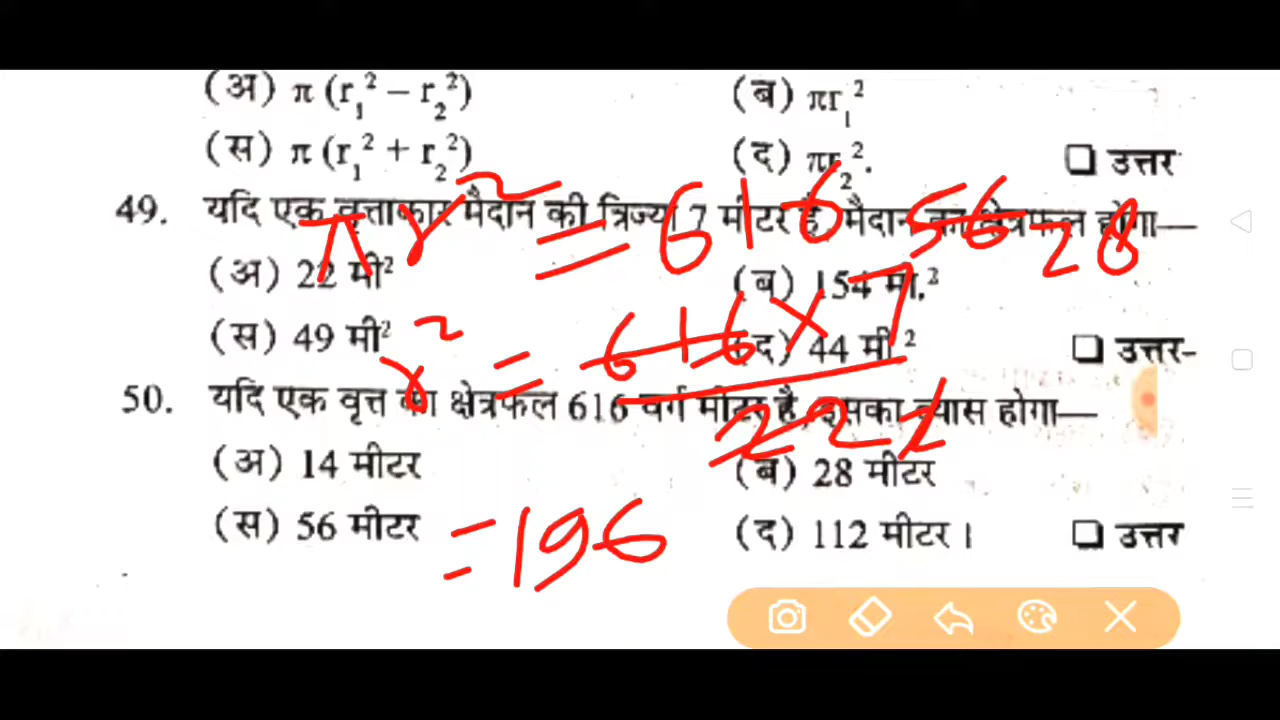 (अ) π (r₁² – r₂²) (ब) πr₁²
(स) π (r₁² + r₂²) (द) πr₂². ❑ उत्तर
49. यदि एक वृत्ताकार मैदान की त्रिज्या 7 मीटर है, मैदान का क्षेत्रफल होगा—
(अ) 22 मी² (ब) 154 मी.²
(स) 49 मी² (द) 44 मी² ❑ उत्तर-
50. यदि एक वृत्त का क्षेत्रफल 616 वर्ग मीटर है, इसका व्यास होगा—
(अ) 14 मीटर (ब) 28 मीटर
(स) 56 मीटर (द) 112 मीटर। ❑ उत्तर
πr² = 616
56 28
r² = 616 × 7
22 2
= 196